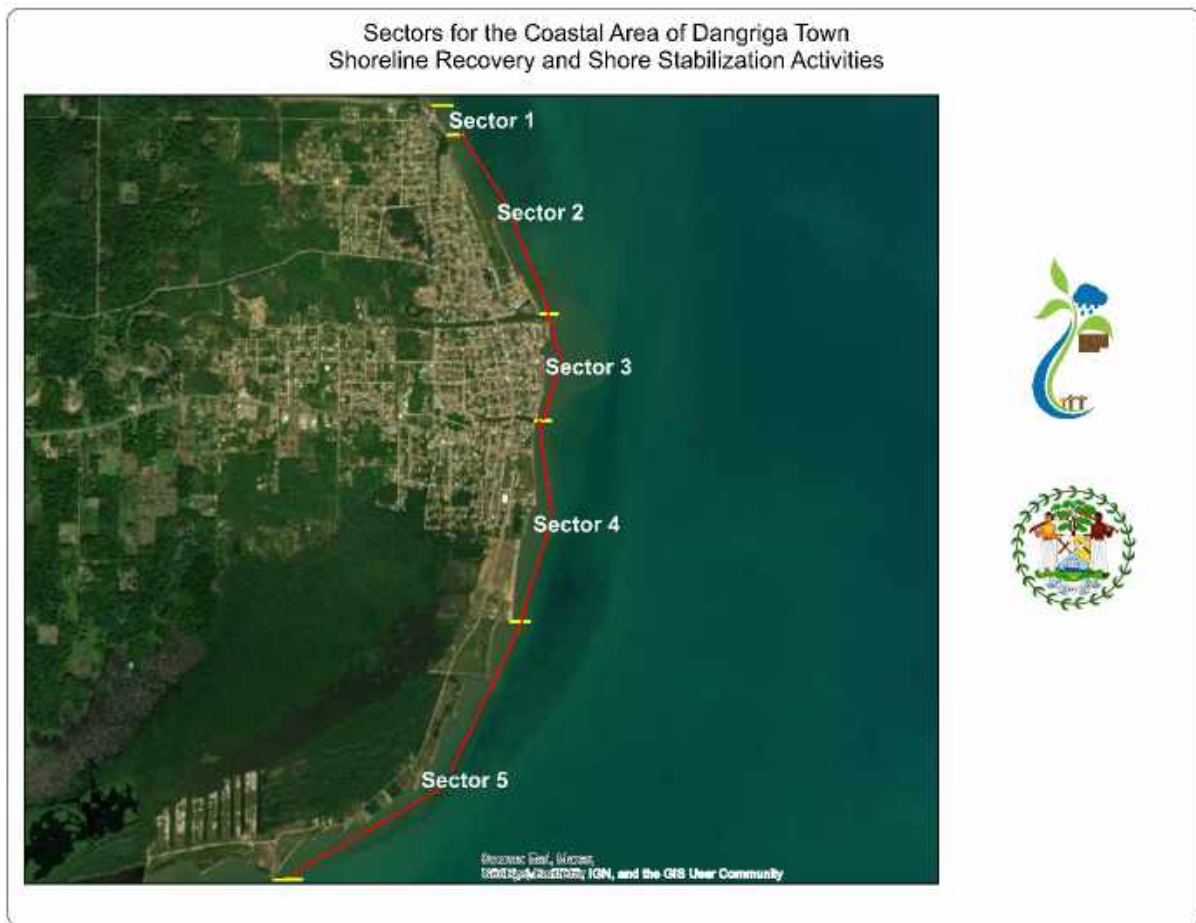 Sectors for the Coastal Area of Dangriga Town
Shoreline Recovery and Shore Stabilization Activities
Sector 1
Sector 2
Sector 3
Sector 4
Sector 5
IGN, and the GIS User Community